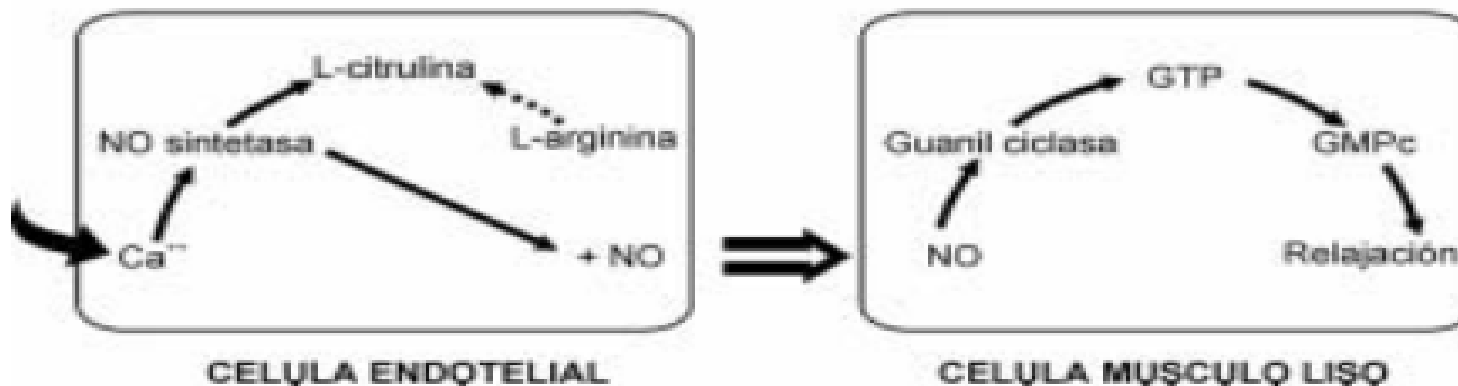 L-citrulina
GTP
NO sintetasa
L-arginina
Guanil ciclasa
GMPc
Ca++
+ NO
NO
Relajación
CELULA ENDOTELIAL
CELULA MUSCULO LISO